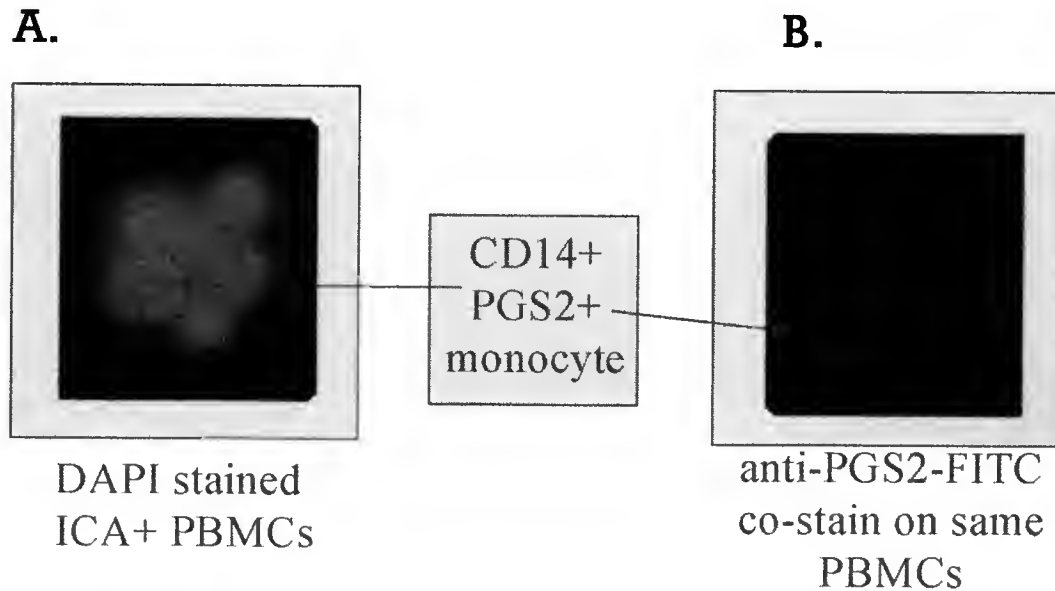 A.
B.
CD14+
PGS2+
monocyte
DAPI stained
ICA+ PBMCs
anti-PGS2-FITC
co-stain on same
PBMCs